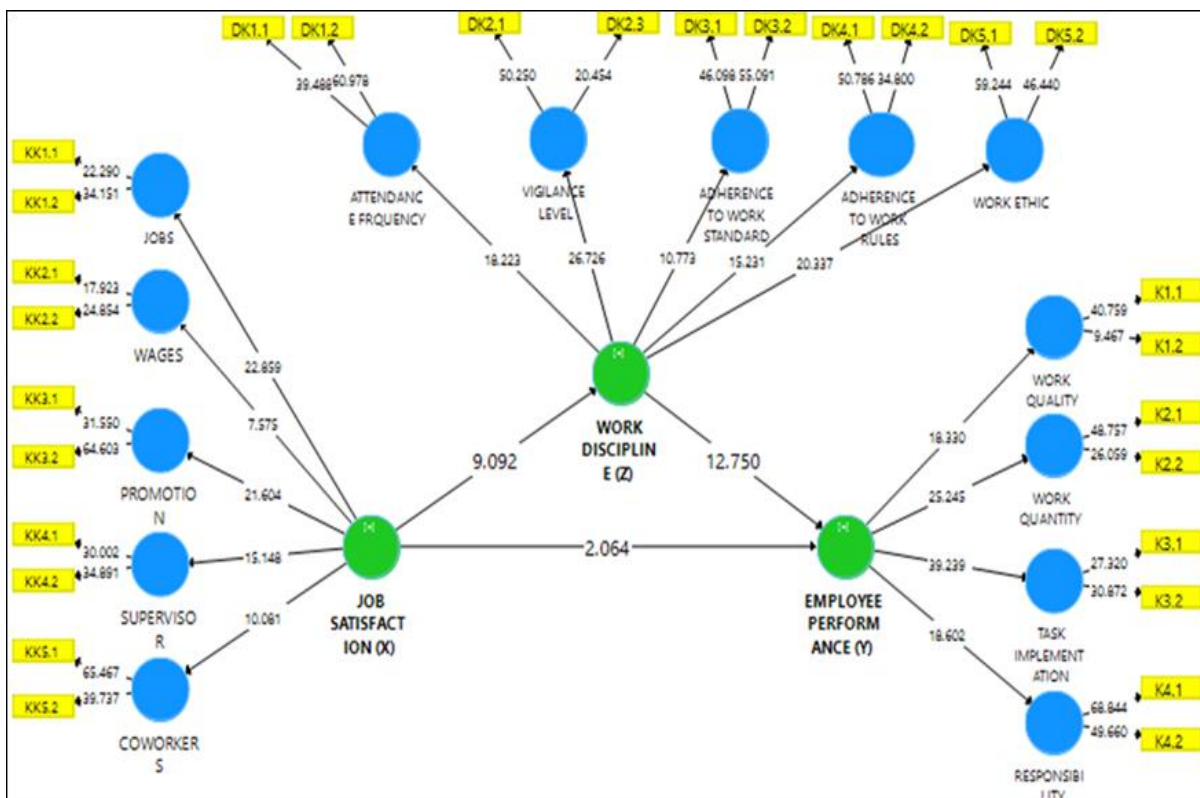 DK1.1
DK1.2
DK2.1
DK2.3
DK3.1
DK3.2
DK4.1
DK4.2
DK5.1
DK5.2
39.488
60.978
50.250
20.454
46.098
55.091
50.786
34.800
59.244
46.440
ATTENDANC
E FRQUENCY
VIGILANCE
LEVEL
ADHERENCE
TO WORK
STANDARD
ADHERENCE
TO WORK
RULES
WORK ETHIC
18.223
26.726
10.773
15.231
20.337
KK1.1
22.290
KK1.2
34.151
JOBS
KK2.1
17.923
KK2.2
24.854
WAGES
KK3.1
31.550
KK3.2
64.603
PROMOTIO
N
KK4.1
30.002
KK4.2
34.891
SUPERVISO
R
KK5.1
65.467
KK5.2
39.737
COWORKER
S
22.859
7.575
21.604
15.148
10.081
[+]
JOB
SATISFACT
ION (X)
9.092
[+]
WORK
DISCIPLIN
E (Z)
12.750
2.064
[+]
EMPLOYEE
PERFORM
ANCE (Y)
18.330
25.245
39.239
18.602
WORK
QUALITY
40.759
K1.1
9.467
K1.2
WORK
QUANTITY
48.757
K2.1
26.059
K2.2
TASK
IMPLEMENT
ATION
27.320
K3.1
30.872
K3.2
RESPONSIBI
LITY
68.844
K4.1
49.660
K4.2